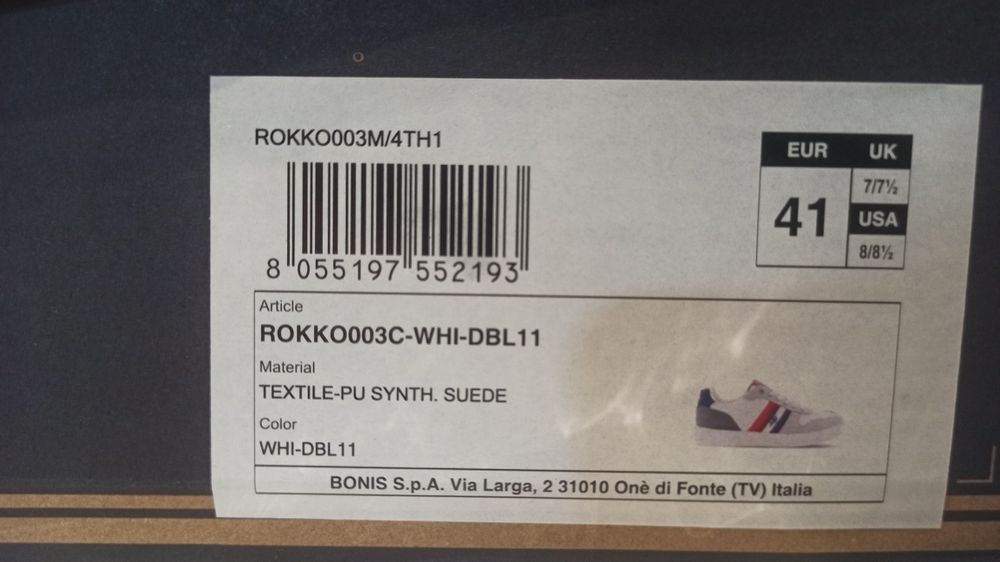 ROKKO003M/4TH1
8 055197 552193
EUR UK
41
7/7½
USA
8/8½
Article
ROKKO003C-WHI-DBL11
Material
TEXTILE-PU SYNTH. SUEDE
Color
WHI-DBL11
BONIS S.p.A. Via Larga, 2 31010 Onè di Fonte (TV) Italia